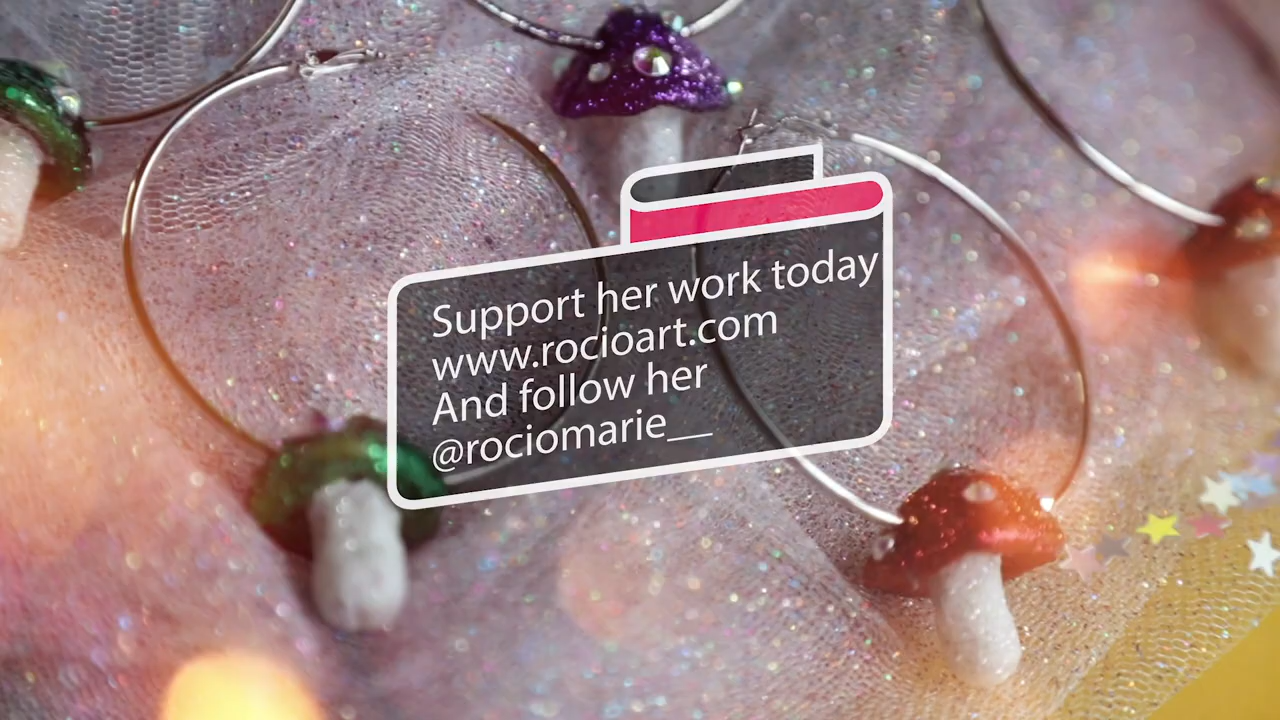 Support her work today
www.rocioart.com
And follow her
@rociomarie__